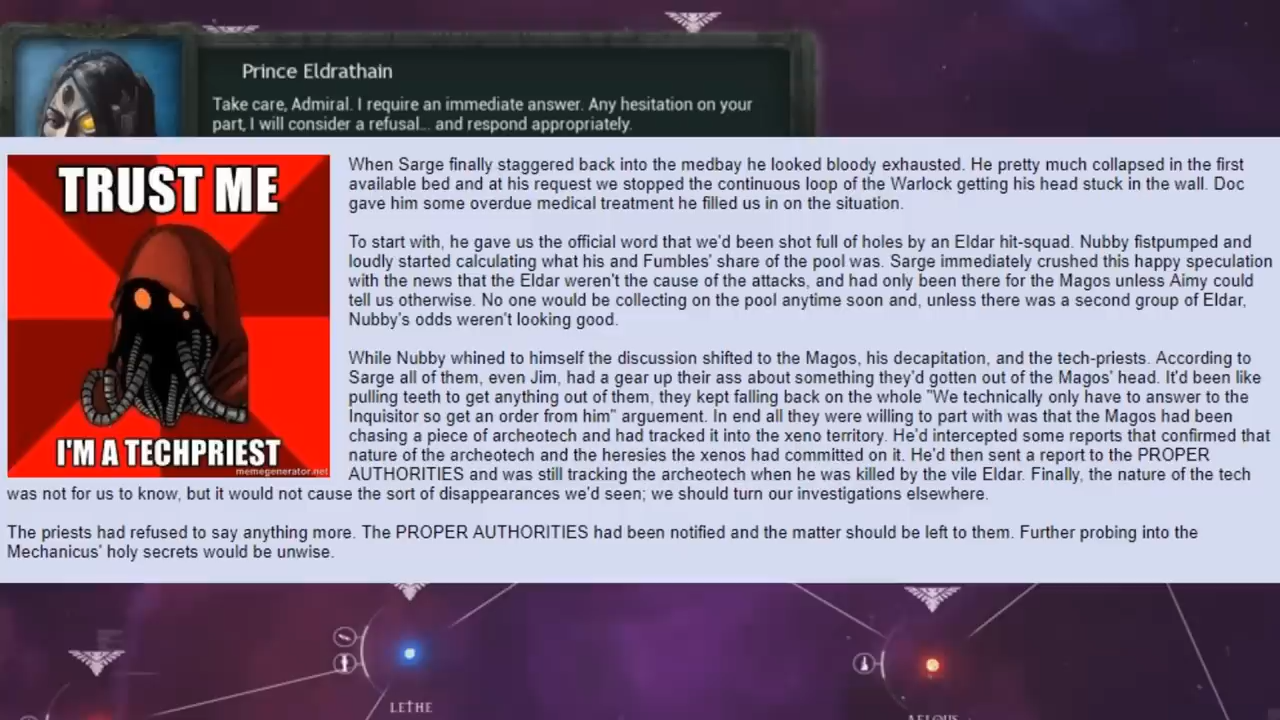 Prince Eldrathain
Take care, Admiral. I require an immediate answer. Any hesitation on your
part, I will consider a refusal... and respond appropriately.
TRUST ME
I'M A TECHPRIEST
memegenerator.net
When Sarge finally staggered back into the medbay he looked bloody exhausted. He pretty much collapsed in the first
available bed and at his request we stopped the continuous loop of the Warlock getting his head stuck in the wall. Doc
gave him some overdue medical treatment he filled us in on the situation.
To start with, he gave us the official word that we'd been shot full of holes by an Eldar hit-squad. Nubby fistpumped and
loudly started calculating what his and Fumbles' share of the pool was. Sarge immediately crushed this happy speculation
with the news that the Eldar weren't the cause of the attacks, and had only been there for the Magos unless Aimy could
tell us otherwise. No one would be collecting on the pool anytime soon and, unless there was a second group of Eldar,
Nubby's odds weren't looking good.
While Nubby whined to himself the discussion shifted to the Magos, his decapitation, and the tech-priests. According to
Sarge all of them, even Jim, had a gear up their ass about something they'd gotten out of the Magos' head. It'd been like
pulling teeth to get anything out of them, they kept falling back on the whole "We technically only have to answer to the
Inquisitor so get an order from him" arguement. In end all they were willing to part with was that the Magos had been
chasing a piece of archeotech and had tracked it into the xeno territory. He'd intercepted some reports that confirmed that
nature of the archeotech and the heresies the xenos had committed on it. He'd then sent a report to the PROPER
AUTHORITIES and was still tracking the archeotech when he was killed by the vile Eldar. Finally, the nature of the tech
was not for us to know, but it would not cause the sort of disappearances we'd seen; we should turn our investigations elsewhere.
The priests had refused to say anything more. The PROPER AUTHORITIES had been notified and the matter should be left to them. Further probing into the
Mechanicus' holy secrets would be unwise.
LETHE